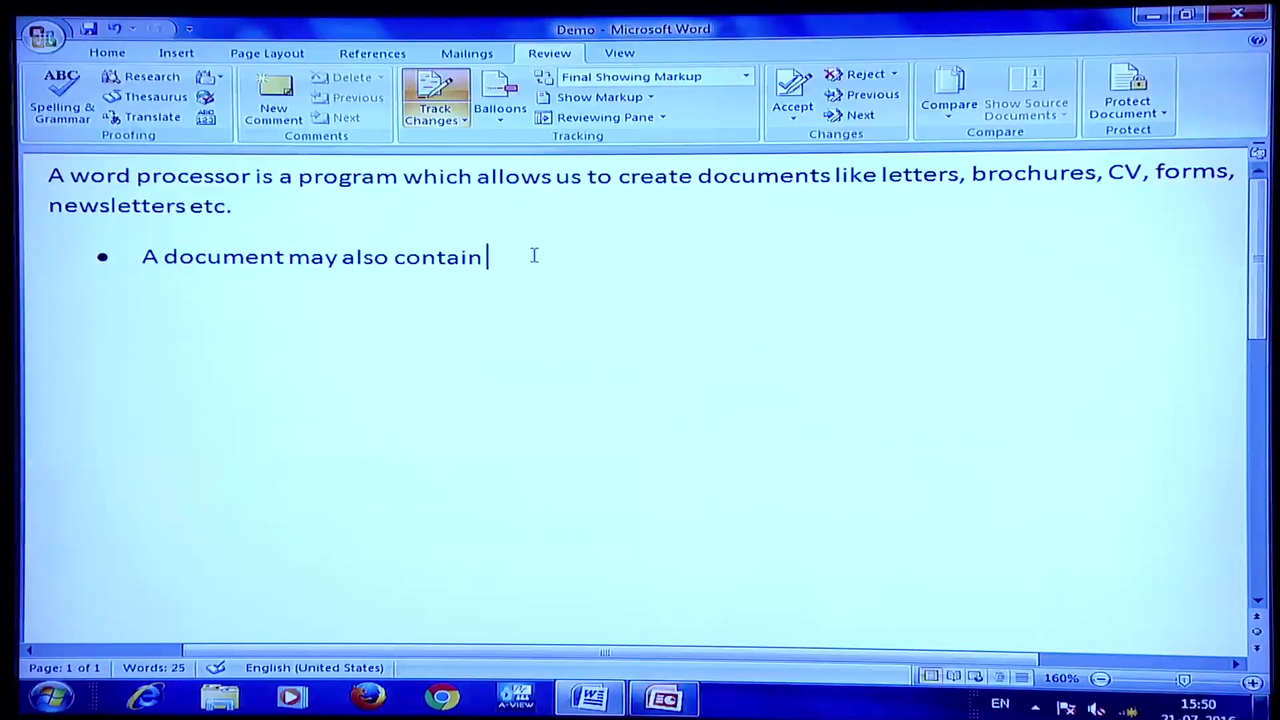 Demo - Microsoft Word
Home Insert Page Layout References Mailings Review View
ABC Research Delete Final Showing Markup Reject
Spelling & Grammar Thesaurus Translate New Comment Previous Next Track Changes Balloons Show Markup Reviewing Pane Accept Previous Next Compare Show Source Documents Protect Document
Proofing Comments Tracking Changes Compare Protect
A word processor is a program which allows us to create documents like letters, brochures, CV, forms,
newsletters etc.
• A document may also contain
Page: 1 of 1 Words: 25 English (United States) 160%
A-VIEW EN 15:50